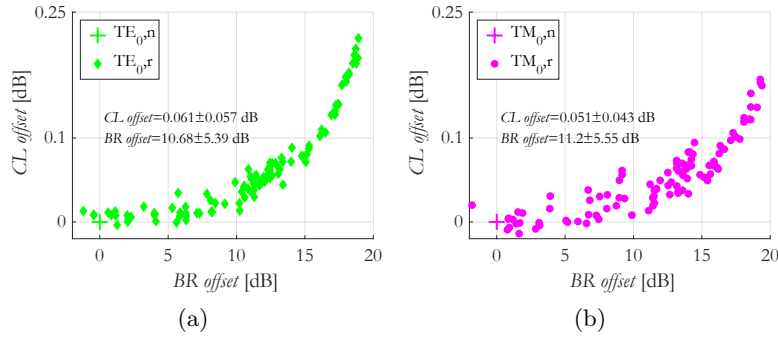 0.25
0.1
0
CL offset [dB]
TE0,n
TE0,r
CL offset=0.061±0.057 dB
BR offset=10.68±5.39 dB
0 5 10 15 20
BR offset [dB]
(a)
0.25
0.1
0
CL offset [dB]
TM0,n
TM0,r
CL offset=0.051±0.043 dB
BR offset=11.2±5.55 dB
0 5 10 15 20
BR offset [dB]
(b)